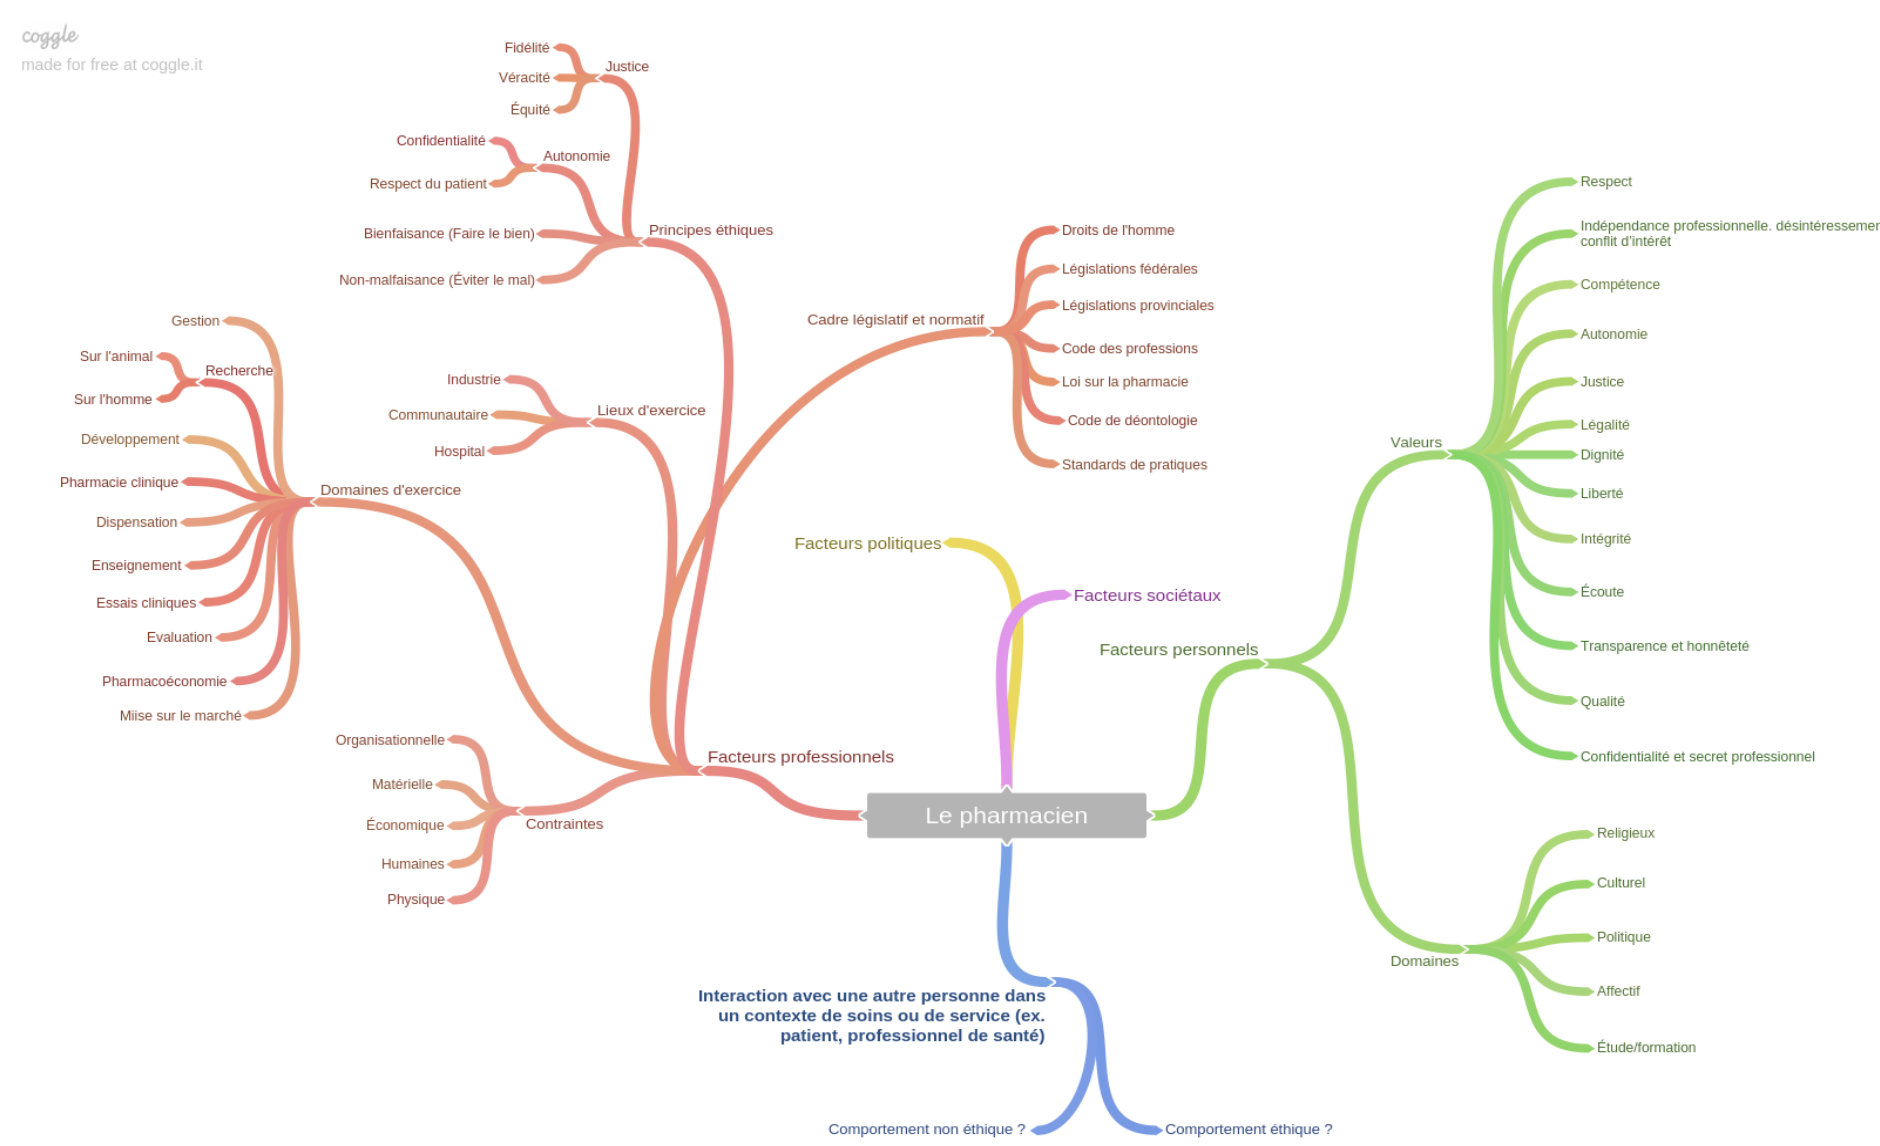 coggle
made for free at coggle.it
Fidélité
Véracité
Équité
Justice
Confidentialité
Respect du patient
Autonomie
Bienfaisance (Faire le bien)
Non-malfaisance (Éviter le mal)
Principes éthiques
Industrie
Communautaire
Hospital
Lieux d'exercice
Gestion
Sur l'animal
Sur l'homme
Recherche
Développement
Pharmacie clinique
Dispensation
Enseignement
Essais cliniques
Evaluation
Pharmacoéconomie
Miise sur le marché
Domaines d'exercice
Organisationnelle
Matérielle
Économique
Humaines
Physique
Contraintes
Facteurs professionnels
Cadre législatif et normatif
Droits de l'homme
Législations fédérales
Législations provinciales
Code des professions
Loi sur la pharmacie
Code de déontologie
Standards de pratiques
Facteurs politiques
Facteurs sociétaux
Le pharmacien
Facteurs personnels
Valeurs
Respect
Indépendance professionnelle. désintéressemer
conflit d'intérêt
Compétence
Autonomie
Justice
Légalité
Dignité
Liberté
Intégrité
Écoute
Transparence et honnêteté
Qualité
Confidentialité et secret professionnel
Domaines
Religieux
Culturel
Politique
Affectif
Étude/formation
Interaction avec une autre personne dans
un contexte de soins ou de service (ex.
patient, professionnel de santé)
Comportement non éthique ?
Comportement éthique ?